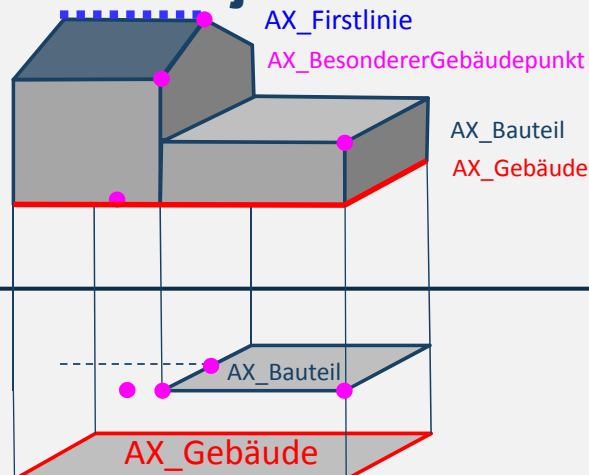 AX_Firstlinie
AX_BesondererGebäudepunkt
AX_Bauteil
AX_Gebäude
AX_Bauteil
AX_Gebäude